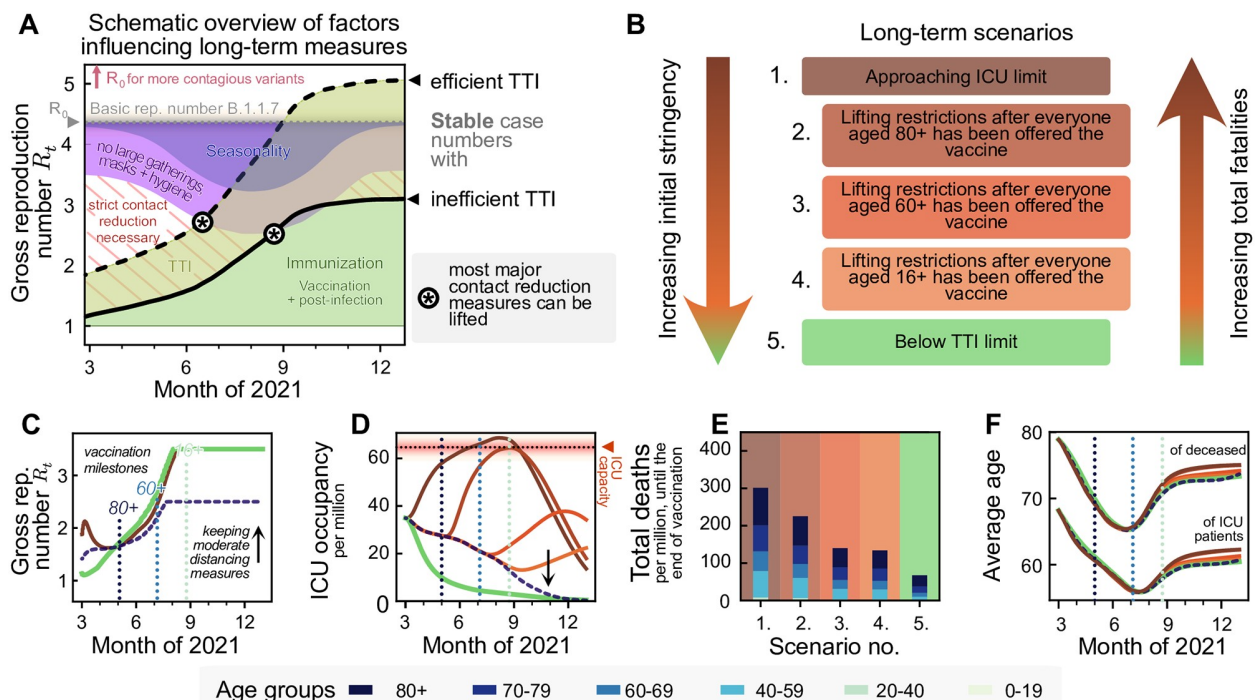 A
Schematic overview of factors
influencing long-term measures
Gross reproduction
number Rt
5
4
3
2
1
R0
R0 for more contagious variants
Basic rep. number B.1.1.7
Seasonality
no large gatherings,
masks + hygiene
strict contact
reduction
necessary
TTI
Immunization
Vaccination
+ post-infection
3
6
9
12
Month of 2021
efficient TTI
Stable case
numbers
with
inefficient TTI
most major
contact reduction
measures can be
lifted
B
Long-term scenarios
Increasing initial stringency
1.
Approaching ICU limit
2.
Lifting restrictions after everyone
aged 80+ has been offered the
vaccine
3.
Lifting restrictions after everyone
aged 60+ has been offered the
vaccine
4.
Lifting restrictions after everyone
aged 16+ has been offered the
vaccine
5.
Below TTI limit
Increasing total fatalities
C
Gross rep.
number Rt
3
2
1
vaccination
milestones
80+
60+
16+
keeping
moderate
distancing
measures
3
6
9
12
Month of 2021
D
ICU occupancy
per million
60
40
20
0
ICU
capacity
3
6
9
12
Month of 2021
E
Total deaths
per million, until the
end of vaccination
400
300
200
100
0
1.
2.
3.
4.
5.
Scenario no.
F
Average age
80
70
60
of deceased
of ICU
patients
3
6
9
12
Month of 2021
Age groups
80+
70-79
60-69
40-59
20-40
0-19